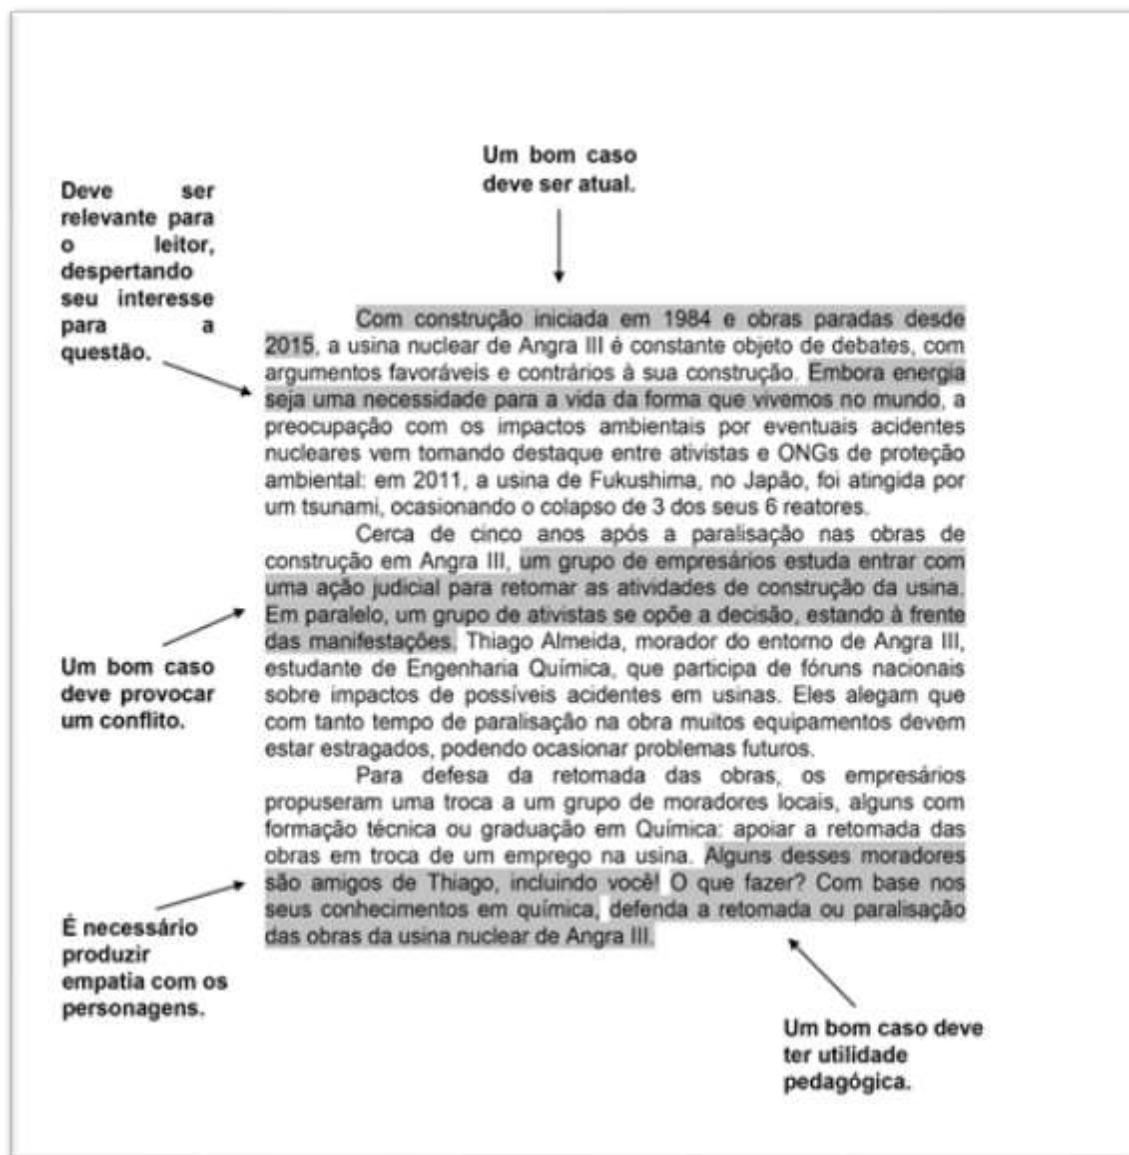 Um bom caso
deve ser atual.
Deve ser
relevante para
o leitor,
despertando
seu interesse
para a
questão.
Com construção iniciada em 1984 e obras paradas desde
2015, a usina nuclear de Angra III é constante objeto de debates, com
argumentos favoráveis e contrários à sua construção. Embora energia
seja uma necessidade para a vida da forma que vivemos no mundo, a
preocupação com os impactos ambientais por eventuais acidentes
nucleares vem tomando destaque entre ativistas e ONGs de proteção
ambiental: em 2011, a usina de Fukushima, no Japão, foi atingida por
um tsunami, ocasionando o colapso de 3 dos seus 6 reatores.
Cerca de cinco anos após a paralisação nas obras de
construção em Angra III, um grupo de empresários estuda entrar com
uma ação judicial para retomar as atividades de construção da usina.
Em paralelo, um grupo de ativistas se opõe a decisão, estando à frente
das manifestações. Thiago Almeida, morador do entorno de Angra III,
estudante de Engenharia Química, que participa de fóruns nacionais
sobre impactos de possíveis acidentes em usinas. Eles alegam que
com tanto tempo de paralisação na obra muitos equipamentos devem
estar estragados, podendo ocasionar problemas futuros.
Para defesa da retomada das obras, os empresários
propuseram uma troca a um grupo de moradores locais, alguns com
formação técnica ou graduação em Química: apoiar a retomada das
obras em troca de um emprego na usina. Alguns desses moradores
são amigos de Thiago, incluindo você! O que fazer? Com base nos
seus conhecimentos em química, defenda a retomada ou paralisação
das obras da usina nuclear de Angra III.
Um bom caso
deve provocar
um conflito.
É necessário
produzir
empatia com os
personagens.
Um bom caso deve
ter utilidade
pedagógica.